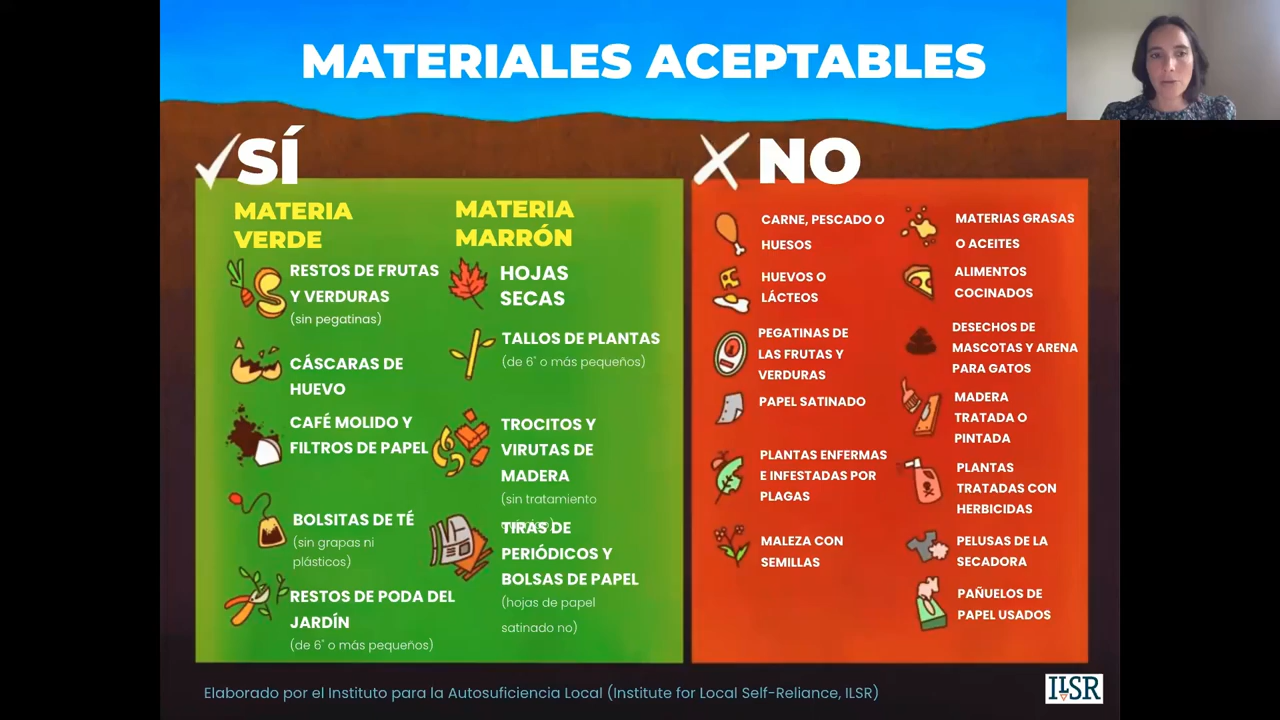 MATERIALES ACEPTABLES
SÍ
MATERIA
VERDE
RESTOS DE FRUTAS
Y VERDURAS
(sin pegatinas)
CÁSCARAS DE
HUEVO
CAFÉ MOLIDO Y
FILTROS DE PAPEL
BOLSITAS DE TÉ
(sin grapas ni
plásticos)
RESTOS DE PODA DEL
JARDÍN
(de 6" o más pequeños)
MATERIA
MARRÓN
HOJAS
SECAS
TALLOS DE PLANTAS
(de 6" o más pequeños)
TROCITOS Y
VIRUTAS DE
MADERA
(sin tratamiento
TIRAS DE
PERIÓDICOS Y
BOLSAS DE PAPEL
(hojas de papel
satinado no)
NO
CARNE, PESCADO O
HUESOS
HUEVOS O
LÁCTEOS
PEGATINAS DE
LAS FRUTAS Y
VERDURAS
PAPEL SATINADO
PLANTAS ENFERMAS
E INFESTADAS POR
PLAGAS
MALEZA CON
SEMILLAS
MATERIAS GRASAS
O ACEITES
ALIMENTOS
COCINADOS
DESECHOS DE
MASCOTAS Y ARENA
PARA GATOS
MADERA
TRATADA O
PINTADA
PLANTAS
TRATADAS CON
HERBICIDAS
PELUSAS DE LA
SECADORA
PAÑUELOS DE
PAPEL USADOS
Elaborado por el Instituto para la Autosuficiencia Local (Institute for Local Self-Reliance, ILSR)
ILSR